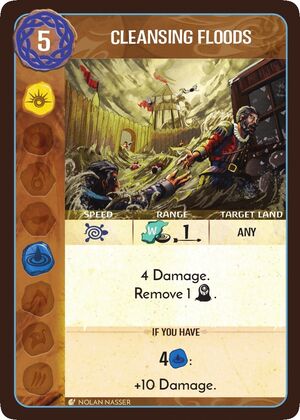 5
CLEANSING FLOODS
SPEED RANGE TARGET LAND
W 1 ANY
4 Damage.
Remove 1 .
IF YOU HAVE
4 :
+10 Damage.
NOLAN NASSER